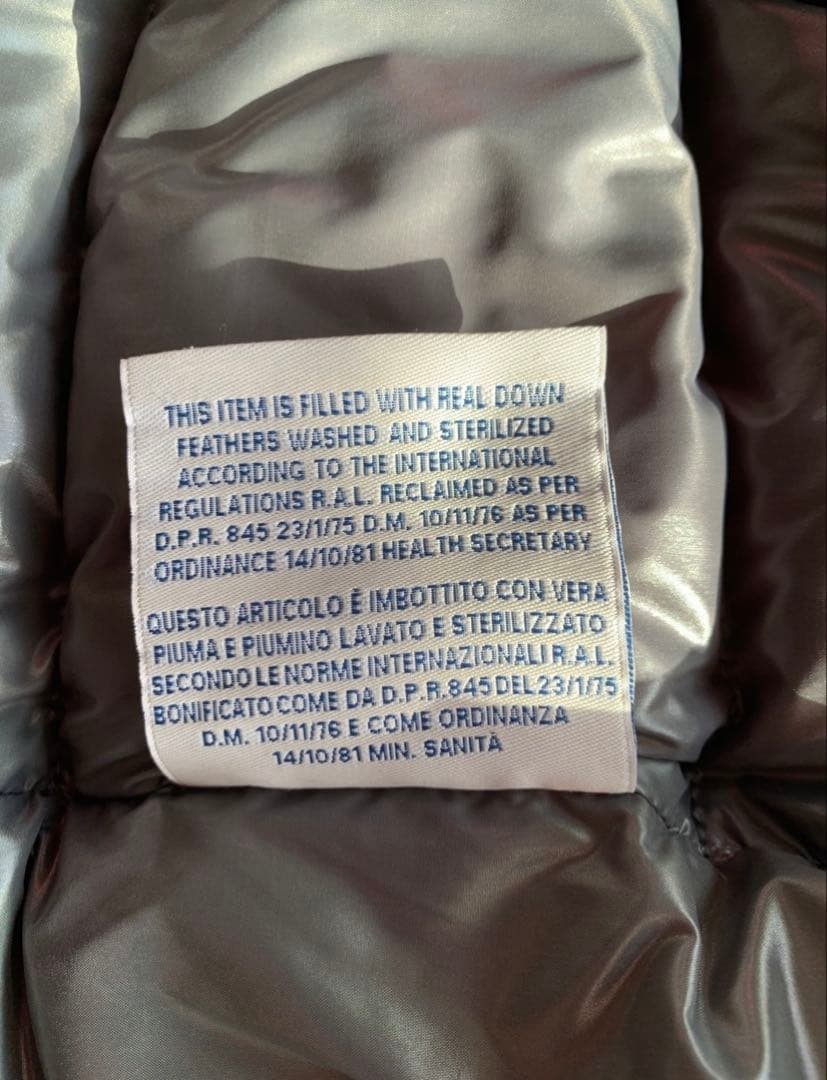 THIS ITEM IS FILLED WITH REAL DOWN
FEATHERS WASHED AND STERILIZED
ACCORDING TO THE INTERNATIONAL
REGULATIONS R.A.L. RECLAIMED AS PER
D.P.R. 845 23/1/75 D.M. 10/11/76 AS PER
ORDINANCE 14/10/81 HEALTH SECRETARY
QUESTO ARTICOLO È IMBOTTITO CON VERA
PIUMA E PIUMINO LAVATO E STERILIZZATO
SECONDO LE NORME INTERNAZIONALI R.A.L.
BONIFICATO COME DA D.P.R. 845 DEL 23/1/75
D.M. 10/11/76 E COME ORDINANZA
14/10/81 MIN. SANITÀ